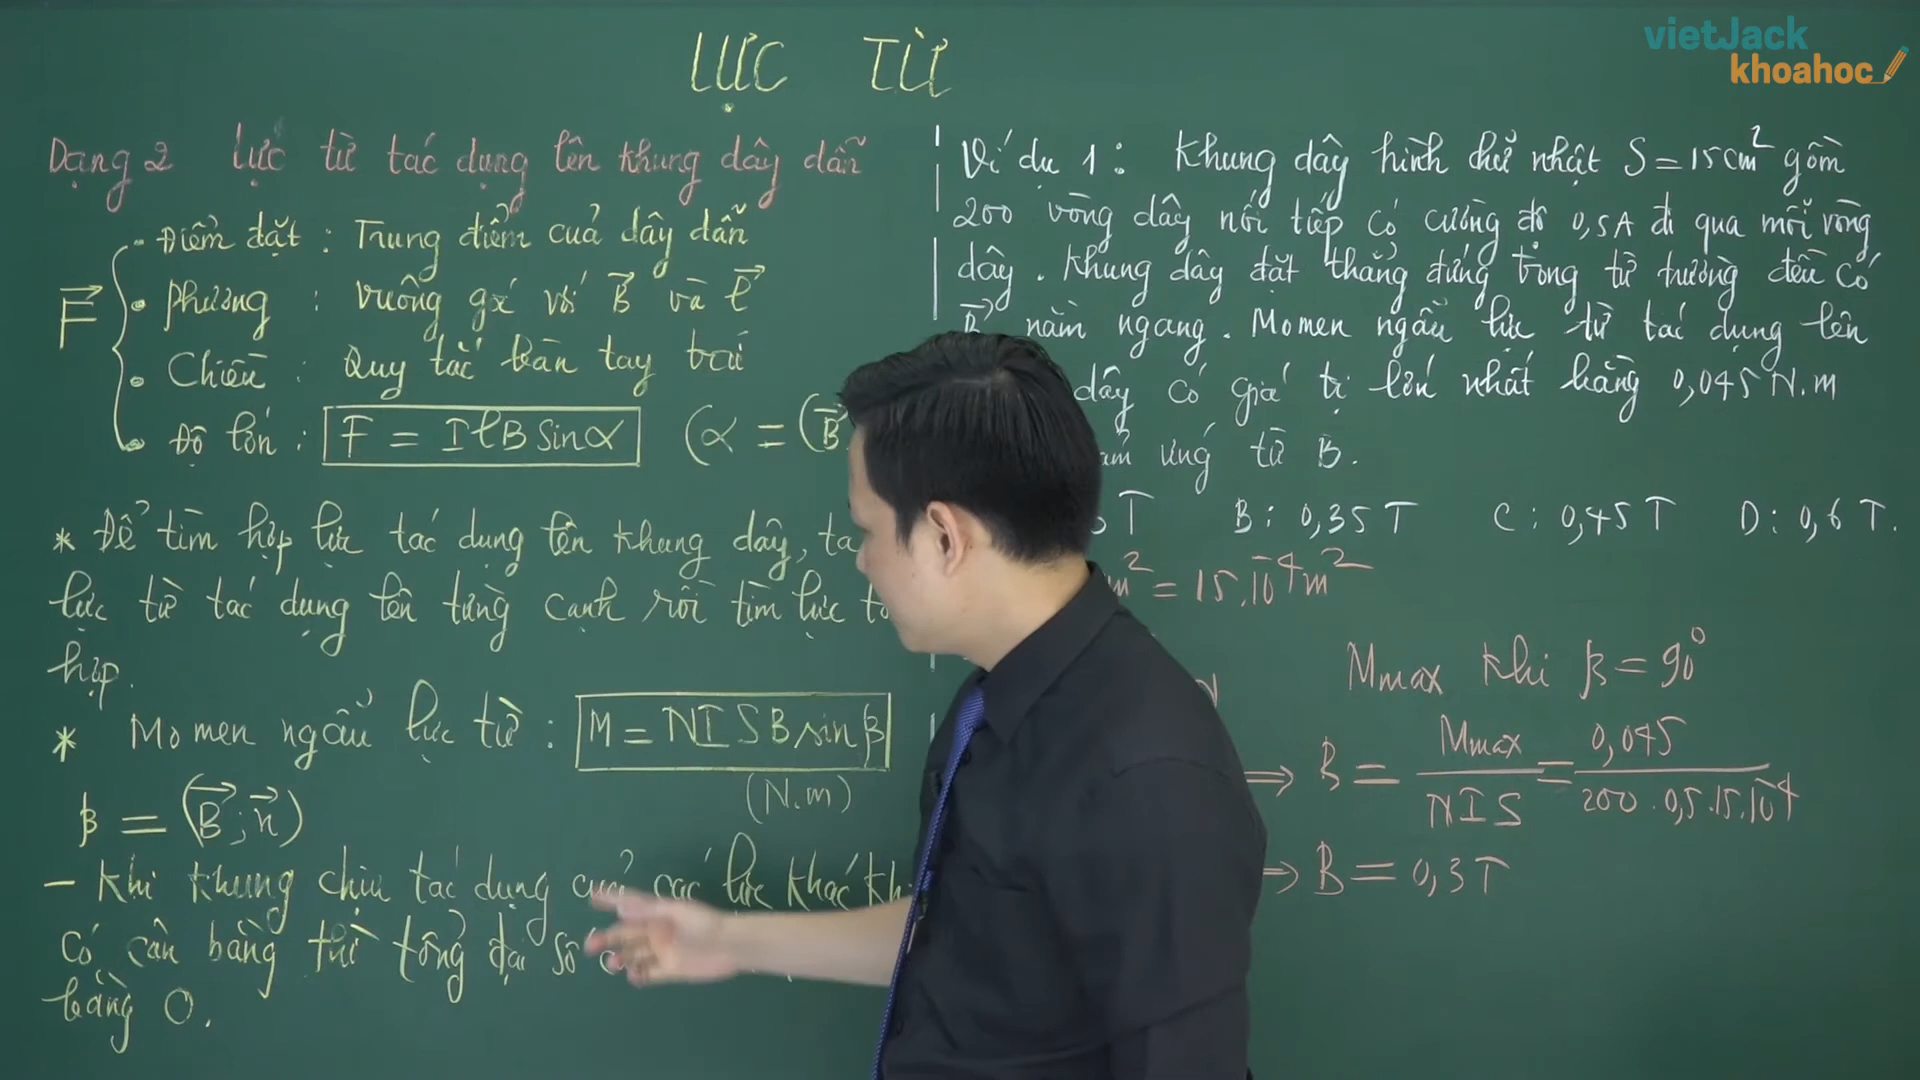 LỰC TỪ
vietJack
khoahoc
Dạng 2 Lực từ tác dụng lên khung dây dẫn
F { Điểm đặt : Trung điểm của dây dẫn
Phương : vuông góc với B và l
Chiều : Quy tắc bàn tay trái
Độ lớn : F = IlB sinα (α = (B
* Để tìm hợp lực tác dụng lên khung dây, ta
lực từ tác dụng lên từng cạnh rồi tìm lực
hợp.
* Momen ngẫu lực từ : M = NISB sin β
(N.m)
β = (B; n)
- Khi khung chịu tác dụng của các lực khác
có cân bằng thì tổng đại số
bằng 0.
Ví dụ 1 : Khung dây hình chữ nhật S = 15cm² gồm
200 vòng dây nối tiếp có cường độ 0,5A đi qua mỗi vòng
dây. Khung dây đặt thẳng đứng trong từ trường đều có
B nằm ngang. Momen ngẫu lực từ tác dụng lên
dây có giá trị lớn nhất bằng 0,045 N.m
ứng từ B.
T B: 0,35 T C: 0,45 T D: 0,6 T.
m² = 15.10⁻⁴ m²
Mmax khi β = 90°
=> B = Mmax / NIS = 0,045 / 200.0,5.15.10⁻⁴
=> B = 0,3 T